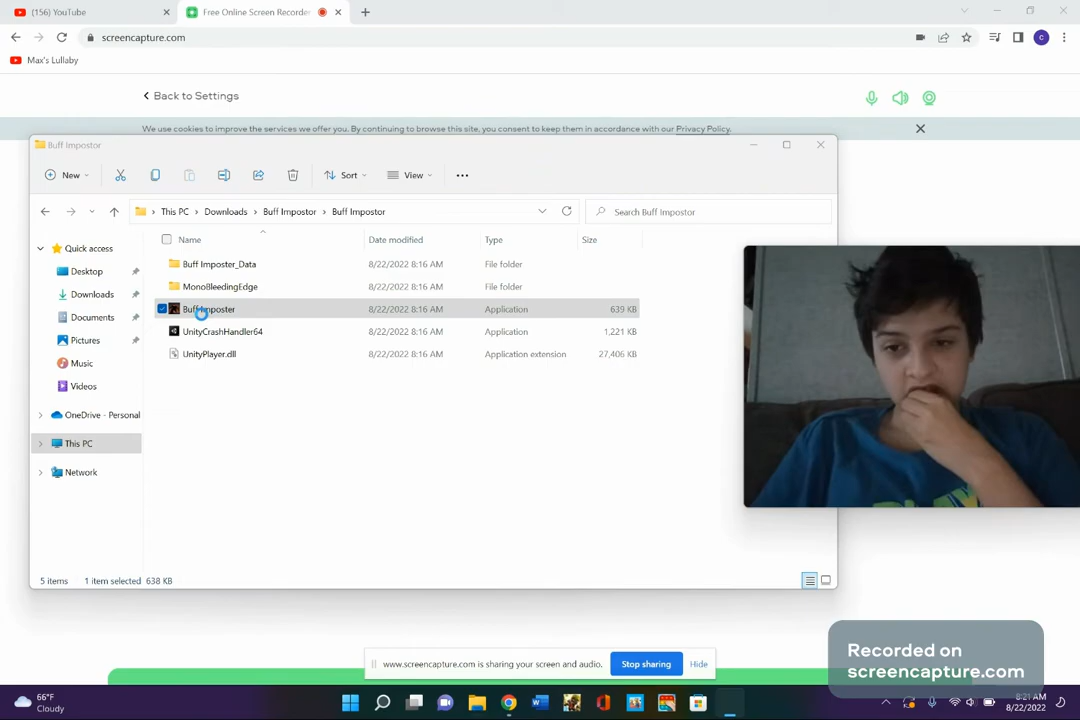 (156) YouTube
Free Online Screen Recorder
screencapture.com
Max's Lullaby
Back to Settings
We use cookies to improve the services we offer you. By continuing to browse this site, you consent to keep them in accordance with our Privacy Policy.
Buff Impostor
New
Sort
View
This PC > Downloads > Buff Impostor > Buff Impostor
Search Buff Impostor
Name Date modified Type Size
Quick access
Desktop
Downloads
Documents
Pictures
Music
Videos
OneDrive - Personal
This PC
Network
Buff Imposter_Data 8/22/2022 8:16 AM File folder
MonoBleedingEdge 8/22/2022 8:16 AM File folder
Buff Imposter 8/22/2022 8:16 AM Application 639 KB
UnityCrashHandler64 8/22/2022 8:16 AM Application 1,221 KB
UnityPlayer.dll 8/22/2022 8:16 AM Application extension 27,406 KB
5 items 1 item selected 638 KB
www.screencapture.com is sharing your screen and audio.
Stop sharing
Hide
Recorded on
screencapture.com
66°F
Cloudy
8:21 AM
8/22/2022